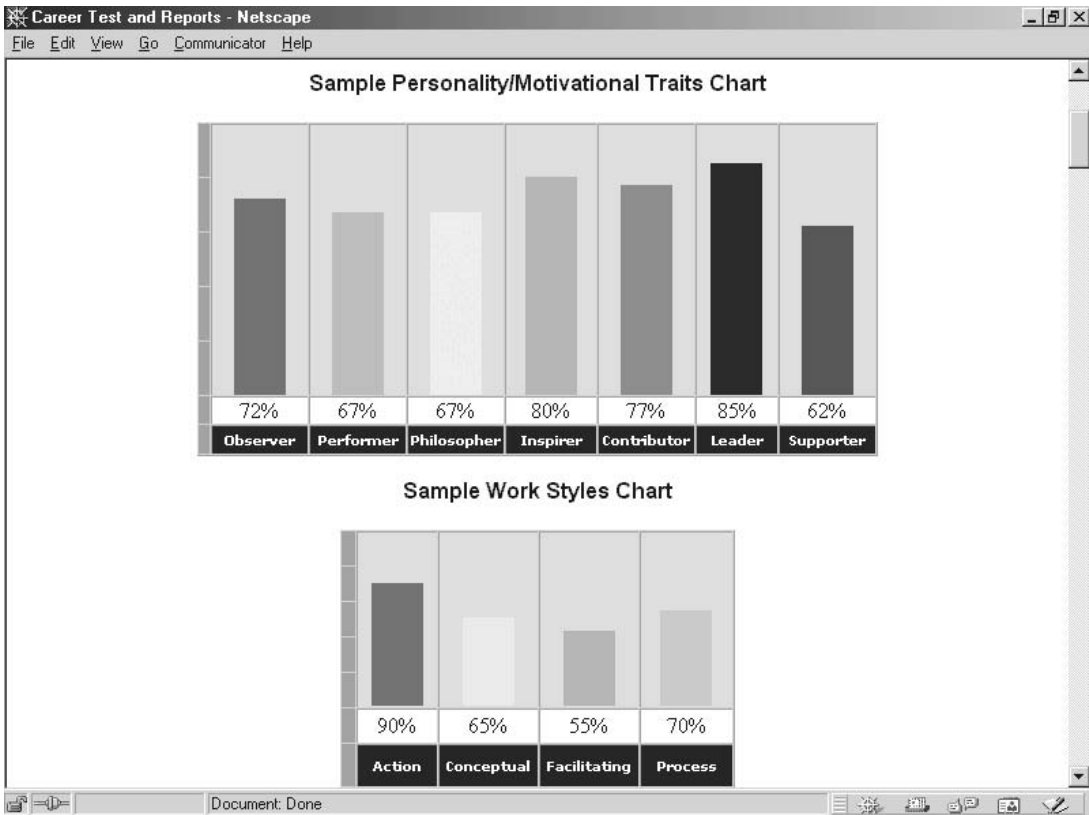 Career Test and Reports - Netscape
File Edit View Go Communicator Help
Sample Personality/Motivational Traits Chart
72% 67% 67% 80% 77% 85% 62%
Observer Performer Philosopher Inspirer Contributor Leader Supporter
Sample Work Styles Chart
90% 65% 55% 70%
Action Conceptual Facilitating Process
Document: Done